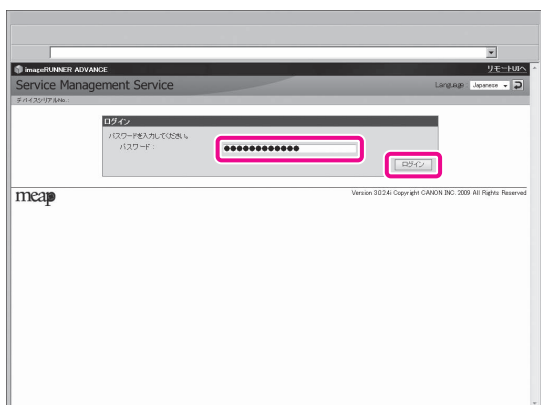 imageRUNNER ADVANCE
リモートUIへ
Service Management Service
Language Japanese
デバイスシリアルNo.:
ログイン
パスワードを入力してください。
パスワード:
●●●●●●●●●●●●
ログイン
meap
Version 3.0.2.4i Copyright CANON INC. 2009 All Rights Reserved